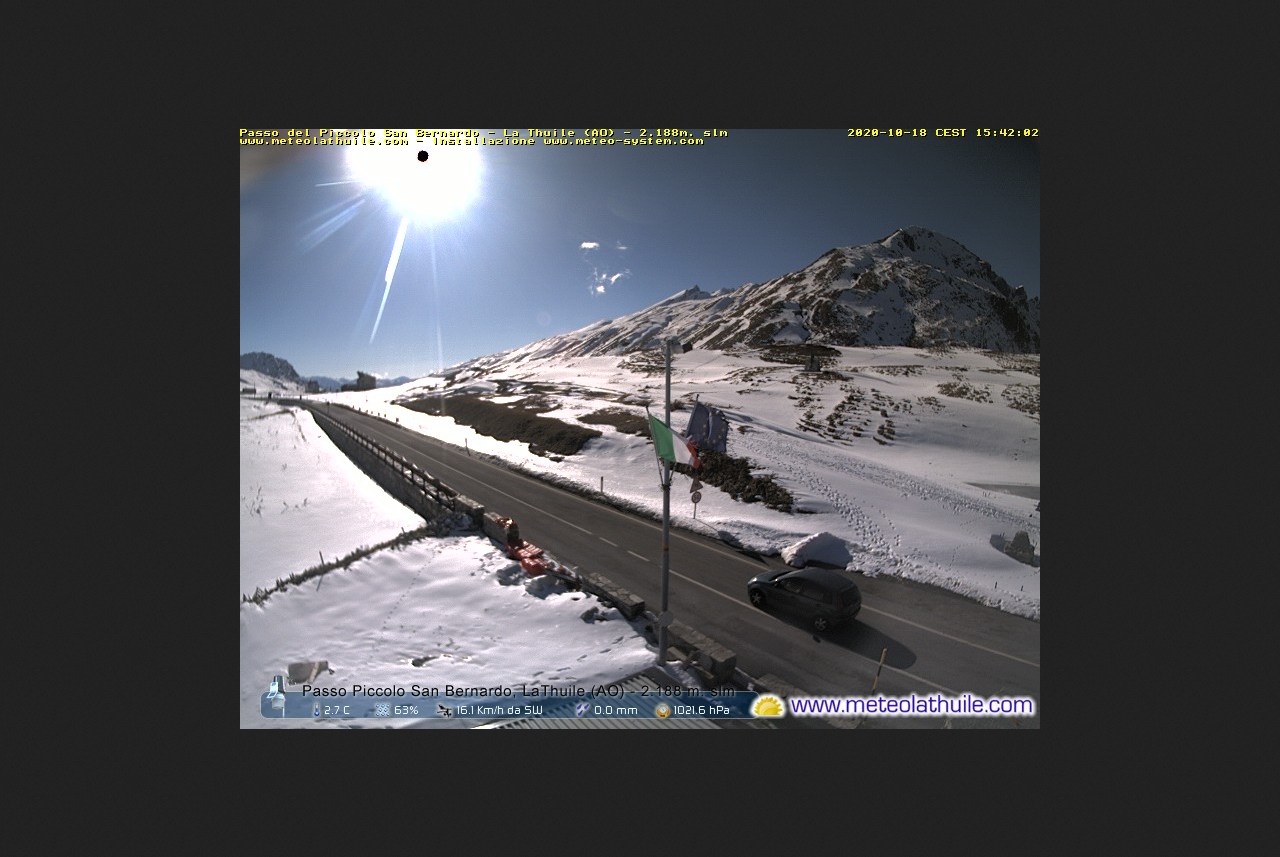 Passo del Piccolo San Bernardo - La Thuile (AO) - 2.188m. slm
2020-10-18 CEST 15:42:02
www.meteolathuile.com - Installazione www.meteo-system.com
Passo Piccolo San Bernardo, LaThuile (AO) - 2.188 m. slm
2.7 C 63% 16.1 Km/h da SW 0.0 mm 1021.6 hPa
www.meteolathuile.com